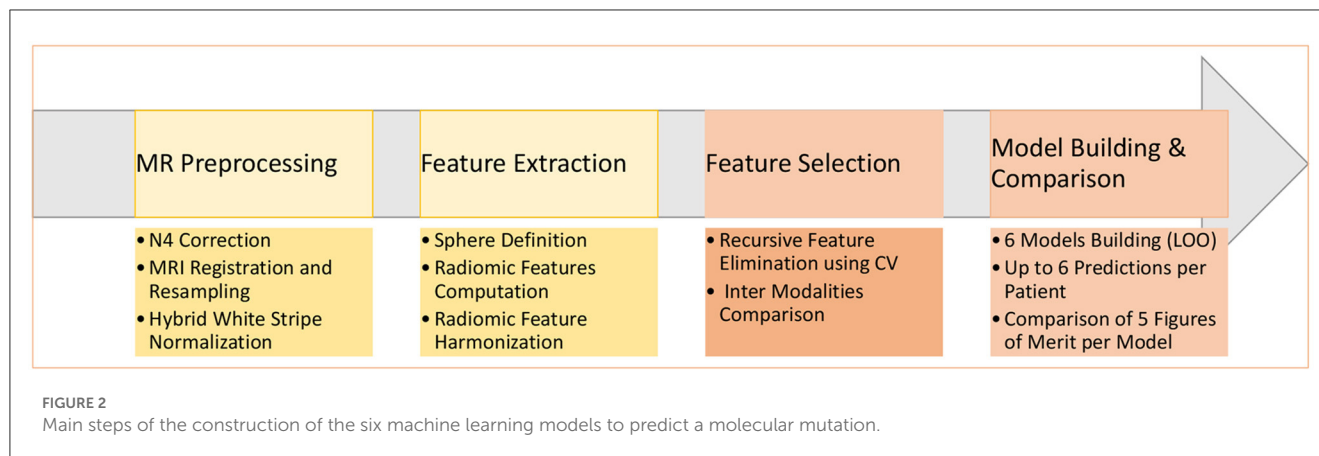 MR Preprocessing
• N4 Correction
• MRI Registration and
Resampling
• Hybrid White Stripe
Normalization
Feature Extraction
• Sphere Definition
• Radiomic Features
Computation
• Radiomic Feature
Harmonization
Feature Selection
• Recursive Feature
Elimination using CV
• Inter Modalities
Comparison
Model Building &
Comparison
• 6 Models Building (LOO)
• Up to 6 Predictions per
Patient
• Comparison of 5 Figures
of Merit per Model
FIGURE 2
Main steps of the construction of the six machine learning models to predict a molecular mutation.